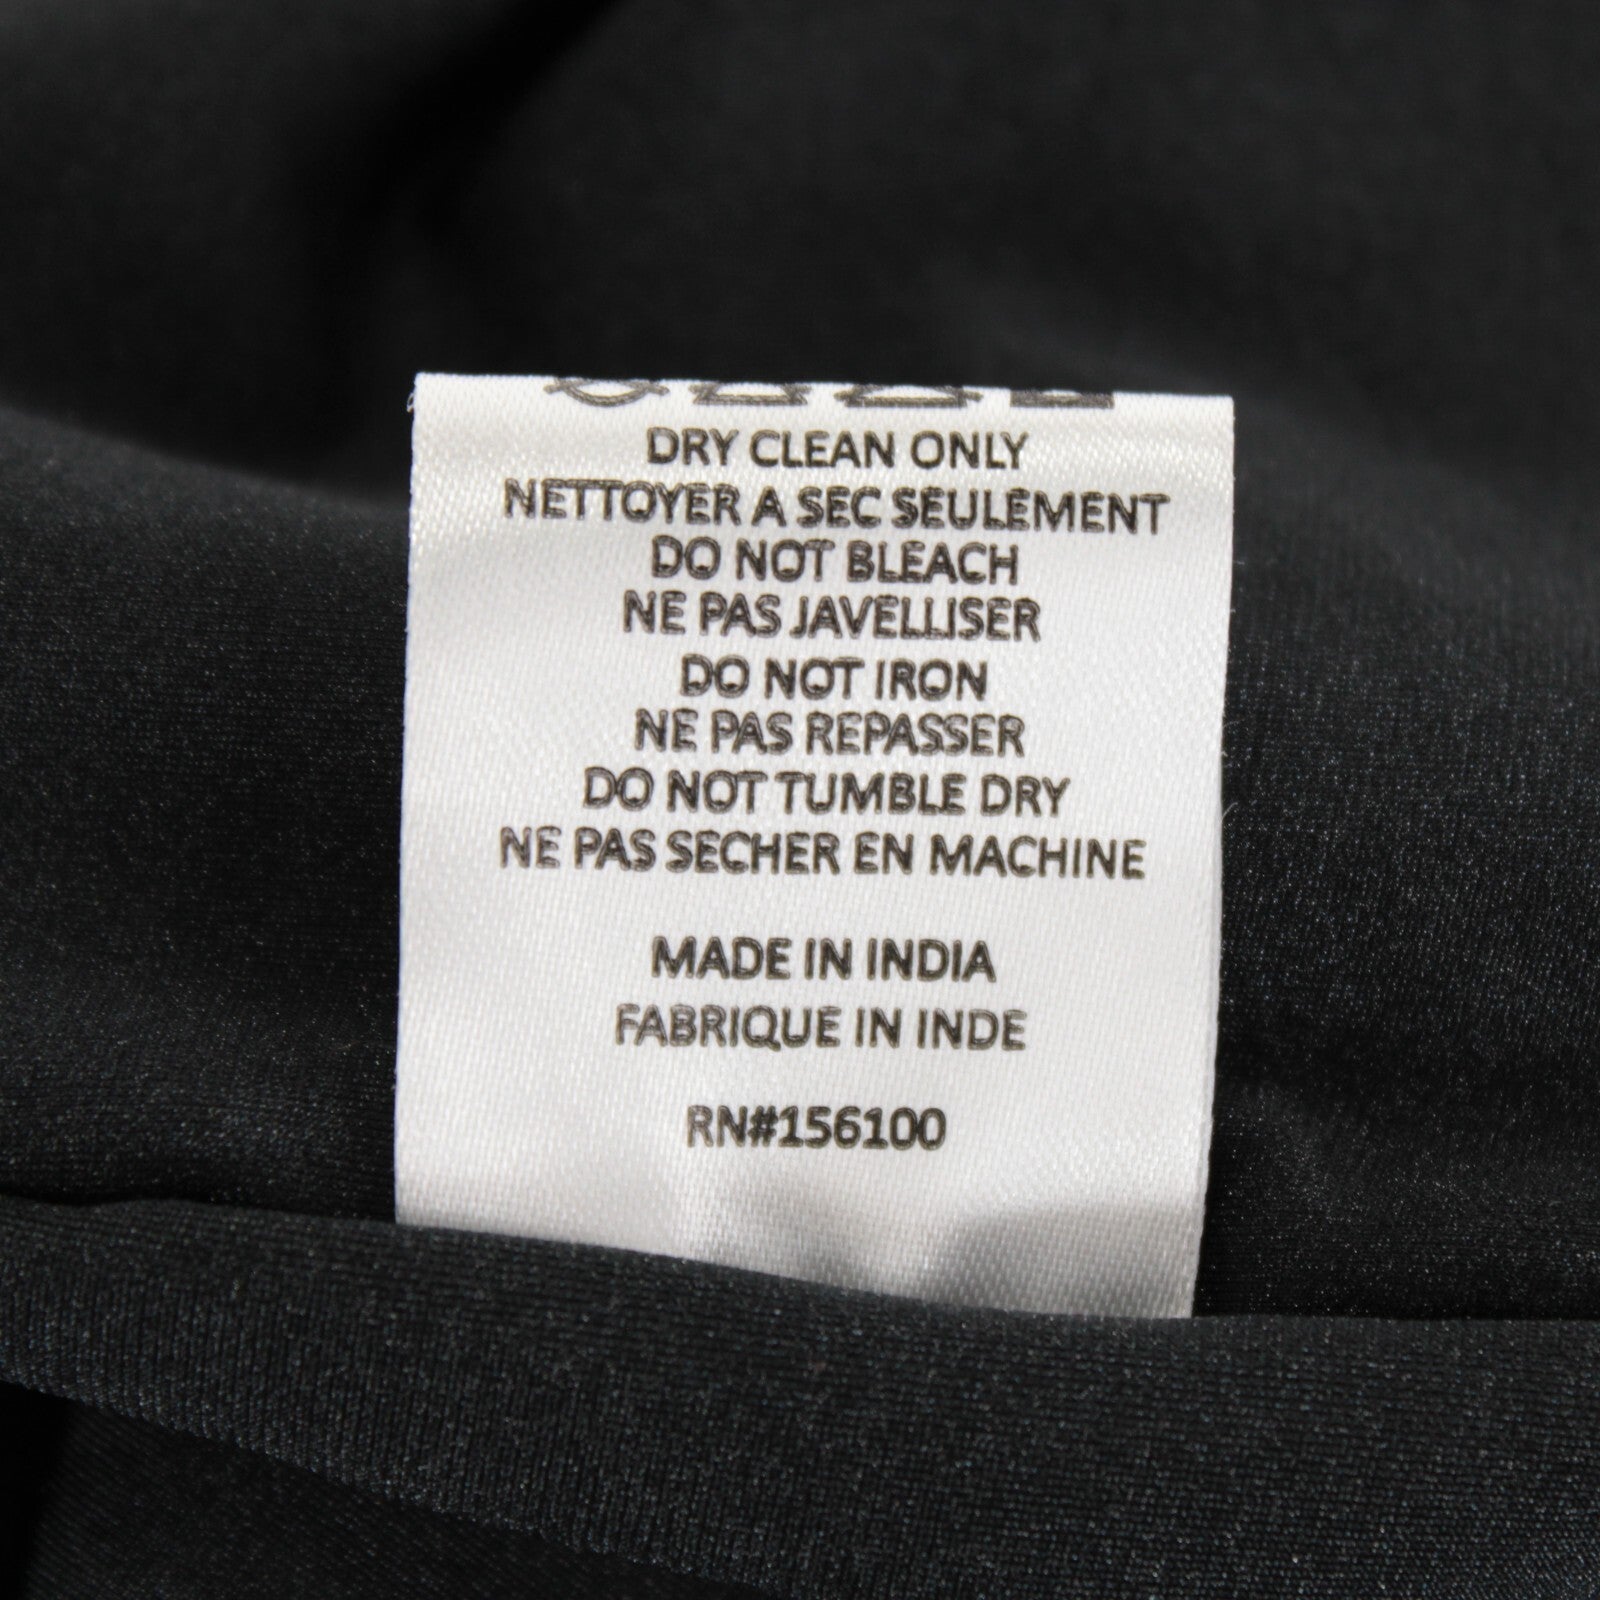 DRY CLEAN ONLY
NETTOYER A SEC SEULEMENT
DO NOT BLEACH
NE PAS JAVELLISER
DO NOT IRON
NE PAS REPASSER
DO NOT TUMBLE DRY
NE PAS SECHER EN MACHINE
MADE IN INDIA
FABRIQUE IN INDE
RN#156100